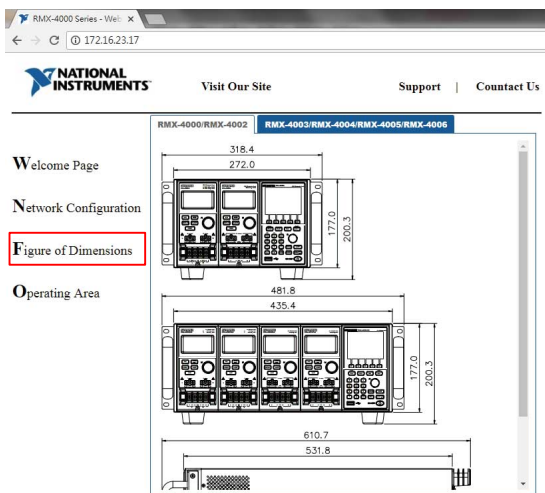 RMX-4000 Series - Web
172.16.23.17
NATIONAL
INSTRUMENTS
Visit Our Site
Support | Countact Us
RMX-4000/RMX-4002
RMX-4003/RMX-4004/RMX-4005/RMX-4006
Welcome Page
Network Configuration
Figure of Dimensions
Operating Area
318.4
272.0
177.0
200.3
481.8
435.4
177.0
200.3
610.7
531.8